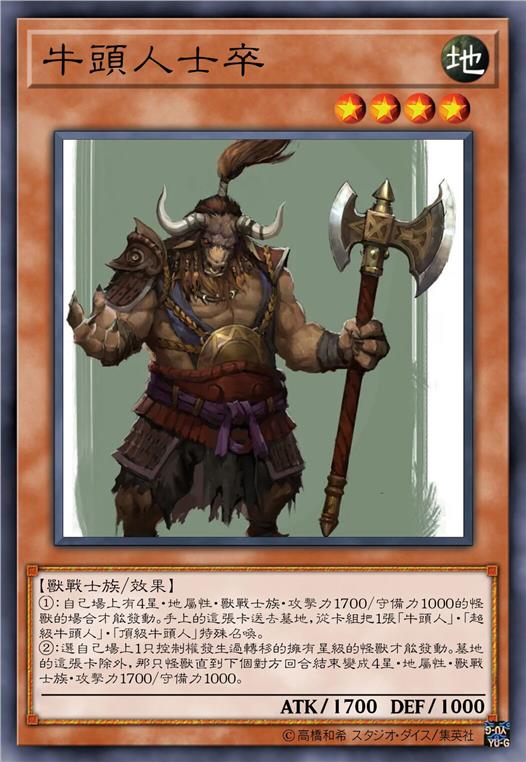 牛頭人士卒
地
【獸戰士族/效果】
①:自己場上有4星・地屬性・獸戰士族・攻擊力1700/守備力1000的怪
獸的場合才能發動。手上的這張卡送去墓地,從卡組把1張「牛頭人」・「超
級牛頭人」・「頂級牛頭人」特殊召喚。
②:選自己場上1只控制權發生過轉移的擁有星級的怪獸才能發動。墓地
的這張卡除外,那只怪獸直到下個對方回合結束變成4星・地屬性・獸戰
士族・攻擊力1700/守備力1000。
ATK/1700 DEF/1000
©高橋和希 スタジオ・ダイス/集英社
YU-G